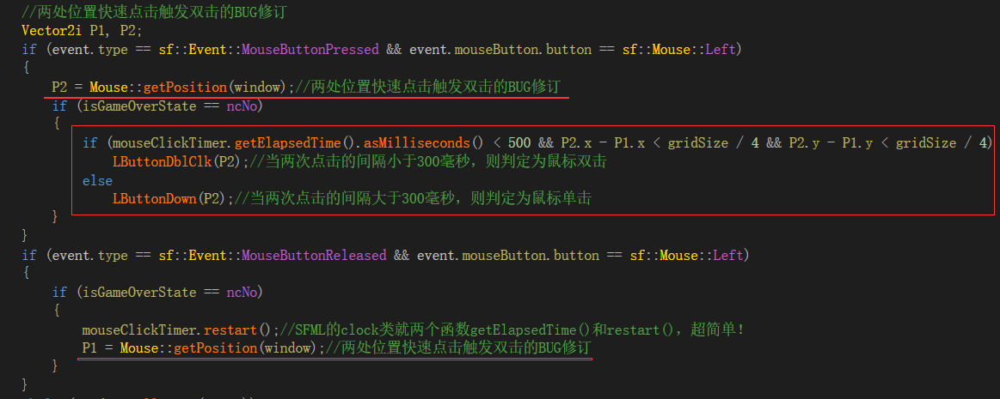 //两处位置快速点击触发双击的BUG修订
Vector2i P1, P2;
if (event.type == sf::Event::MouseButtonPressed && event.mouseButton.button == sf::Mouse::Left)
{
P2 = Mouse::getPosition(window);//两处位置快速点击触发双击的BUG修订
if (isGameOverState == ncNo)
{
if (mouseClickTimer.getElapsedTime().asMilliseconds() < 500 && P2.x - P1.x < gridSize / 4 && P2.y - P1.y < gridSize / 4)
LButtonDblClk(P2);//当两次点击的间隔小于300毫秒，则判定为鼠标双击
else
LButtonDown(P2);//当两次点击的间隔大于300毫秒，则判定为鼠标单击
}
}
if (event.type == sf::Event::MouseButtonReleased && event.mouseButton.button == sf::Mouse::Left)
{
if (isGameOverState == ncNo)
{
mouseClickTimer.restart();//SFML的clock类就两个函数getElapsedTime()和restart()，超简单！
P1 = Mouse::getPosition(window);//两处位置快速点击触发双击的BUG修订
}
}